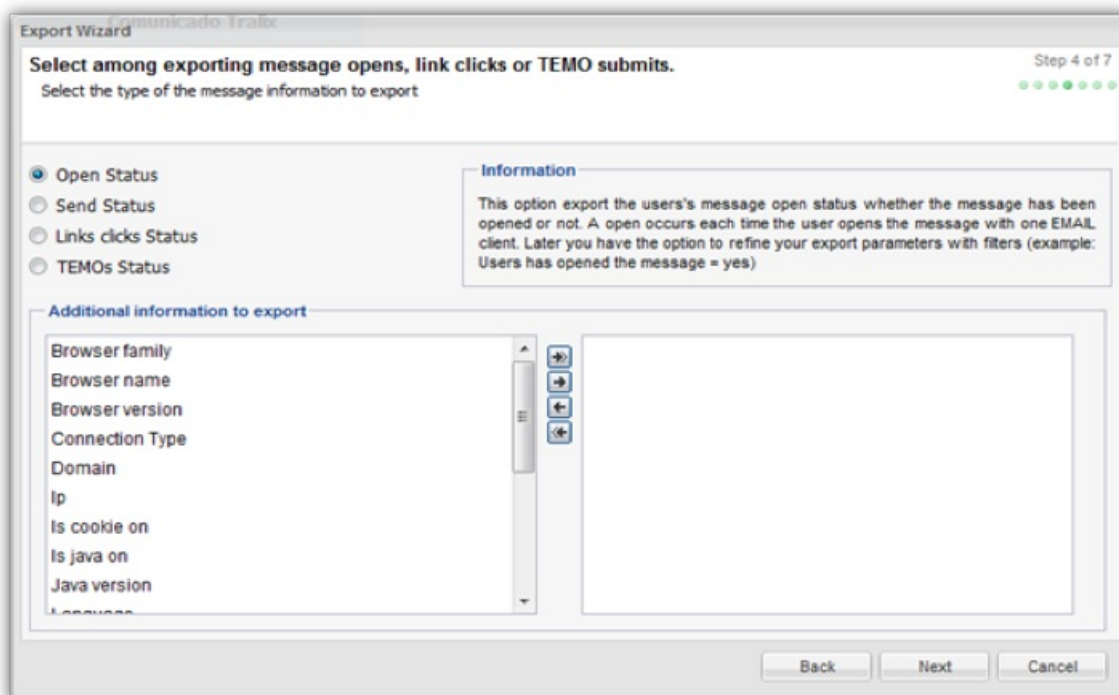 Comunicado Tralix
Export Wizard
Select among exporting message opens, link clicks or TEMO submits.
Step 4 of 7
Select the type of the message information to export
Open Status
Send Status
Links clicks Status
TEMOs Status
Information
This option export the users's message open status whether the message has been
opened or not. A open occurs each time the user opens the message with one EMAIL
client. Later you have the option to refine your export parameters with filters (example:
Users has opened the message = yes)
Additional information to export
Browser family
Browser name
Browser version
Connection Type
Domain
Ip
Is cookie on
Is java on
Java version
Language
Back
Next
Cancel